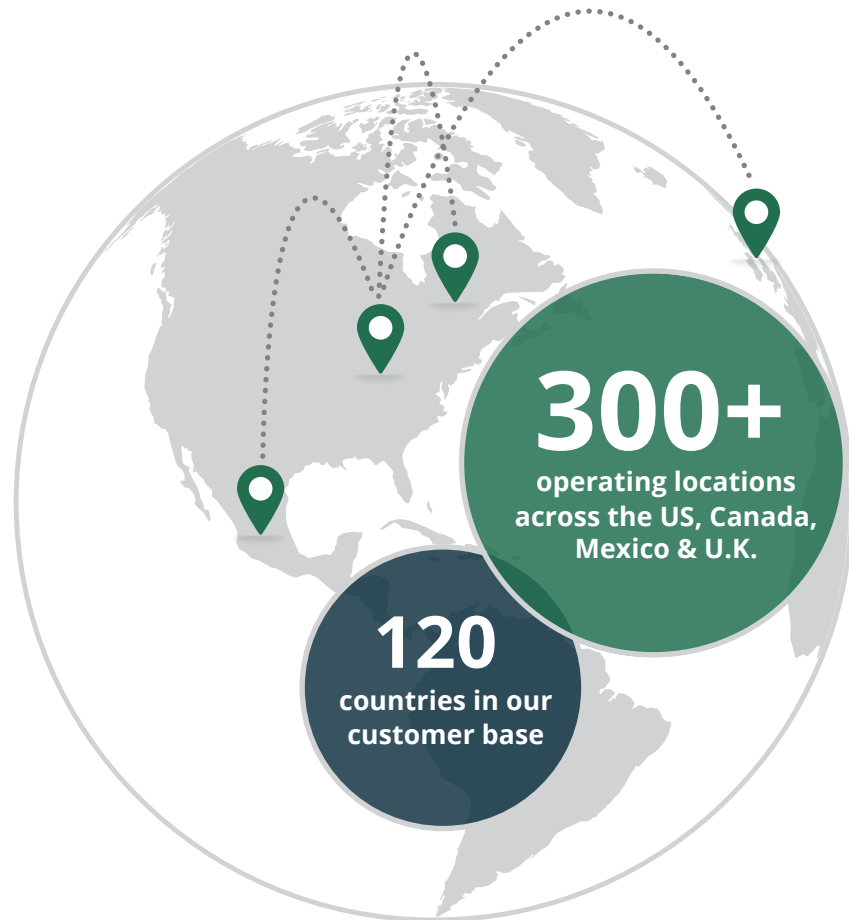 300+
operating locations
across the US, Canada,
Mexico & U.K.
120
countries in our
customer base